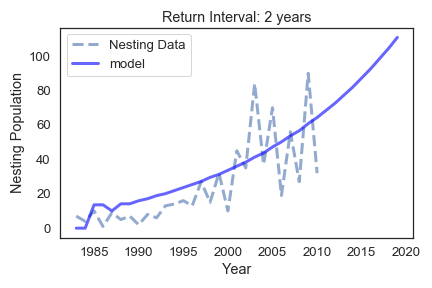 Return Interval: 2 years
Nesting Data
model
Nesting Population
100
80
60
40
20
0
1985 1990 1995 2000 2005 2010 2015 2020
Year